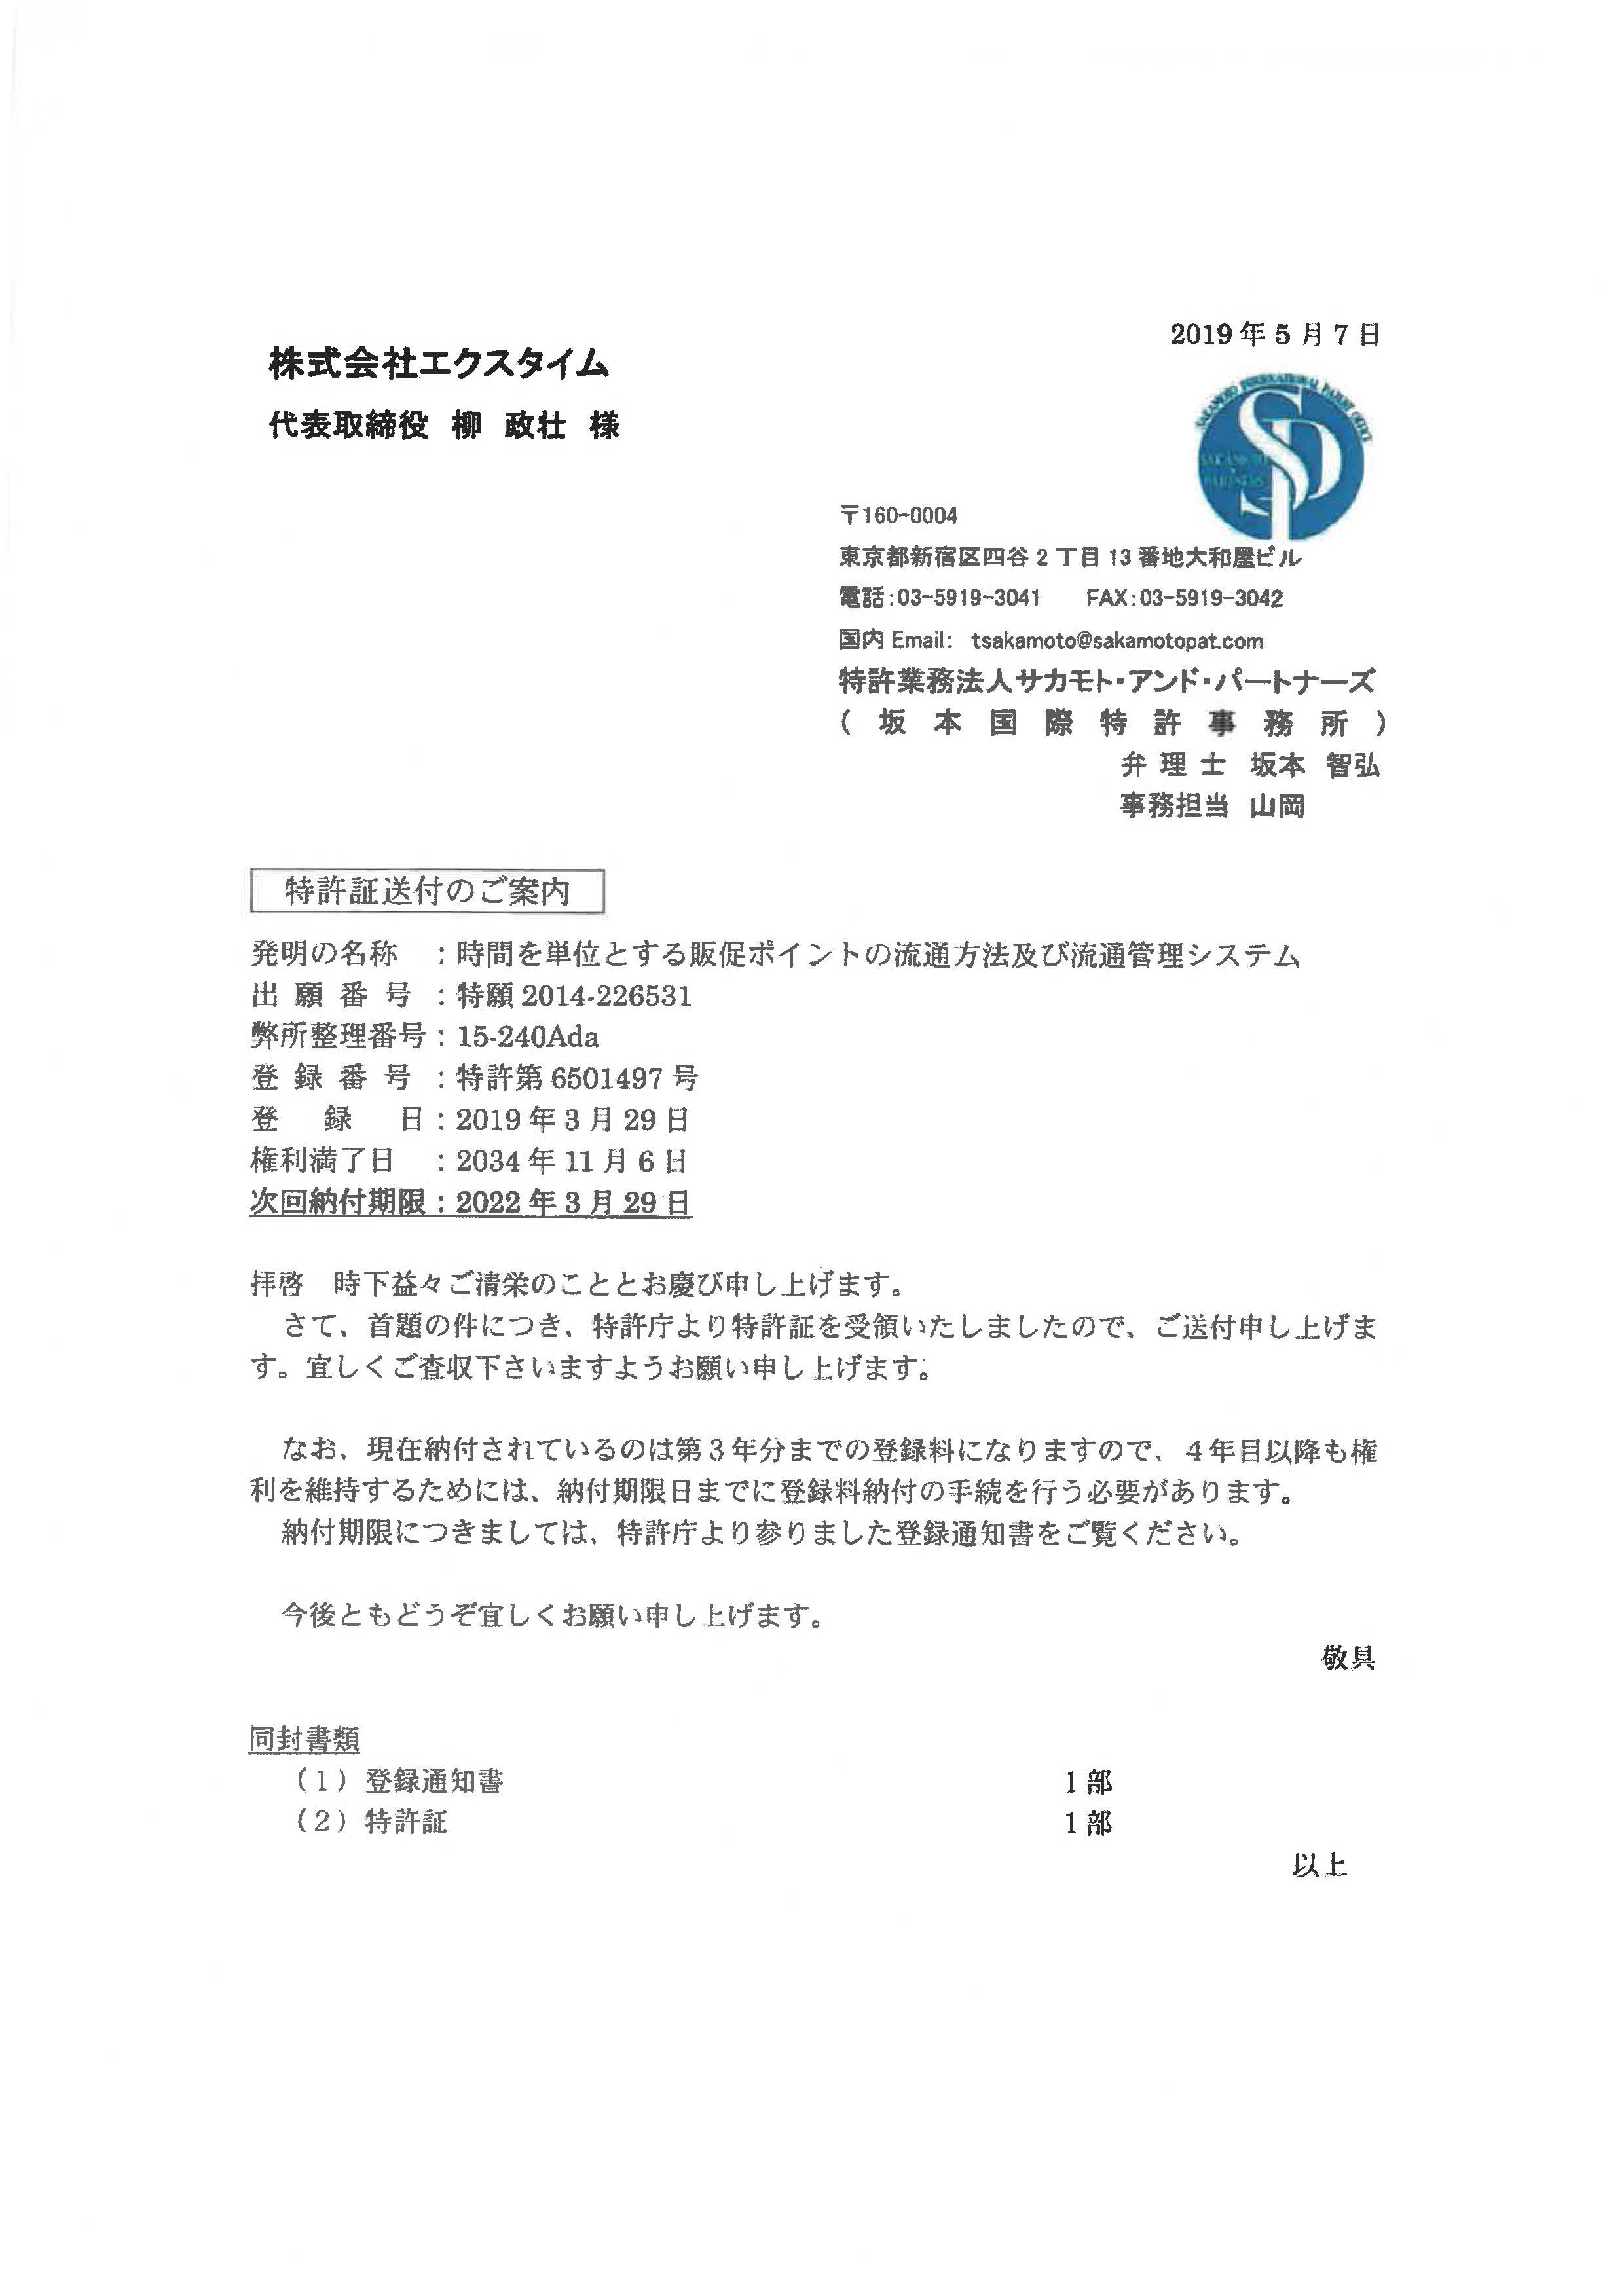 2019年5月7日
株式会社エクスタイム
代表取締役 柳 政壮 様
SAKAMOTO INTERNATIONAL PATENT OFFICE
SAKAMOTO
PARTNERS
〒160-0004
東京都新宿区四谷2丁目13番地大和屋ビル
電話:03-5919-3041 FAX:03-5919-3042
国内Email: tsakamoto@sakamotopat.com
特許業務法人サカモト・アンド・パートナーズ
(坂本国際特許事務所)
弁理士 坂本 智弘
事務担当 山岡
特許証送付のご案内
発明の名称 :時間を単位とする販促ポイントの流通方法及び流通管理システム
出願番号 :特願2014-226531
弊所整理番号:15-240Ada
登録番号 :特許第6501497号
登録日:2019年3月29日
権利満了日 :2034年11月6日
次回納付期限:2022年3月29日
拝啓 時下益々ご清栄のこととお慶び申し上げます。
さて、首題の件につき、特許庁より特許証を受領いたしましたので、ご送付申し上げま
す。宜しくご査収下さいますようお願い申し上げます。
なお、現在納付されているのは第3年分までの登録料になりますので、4年目以降も権
利を維持するためには、納付期限日までに登録料納付の手続を行う必要があります。
納付期限につきましては、特許庁より参りました登録通知書をご覧ください。
今後ともどうぞ宜しくお願い申し上げます。
敬具
同封書類
(1)登録通知書 1部
(2)特許証 1部
以上